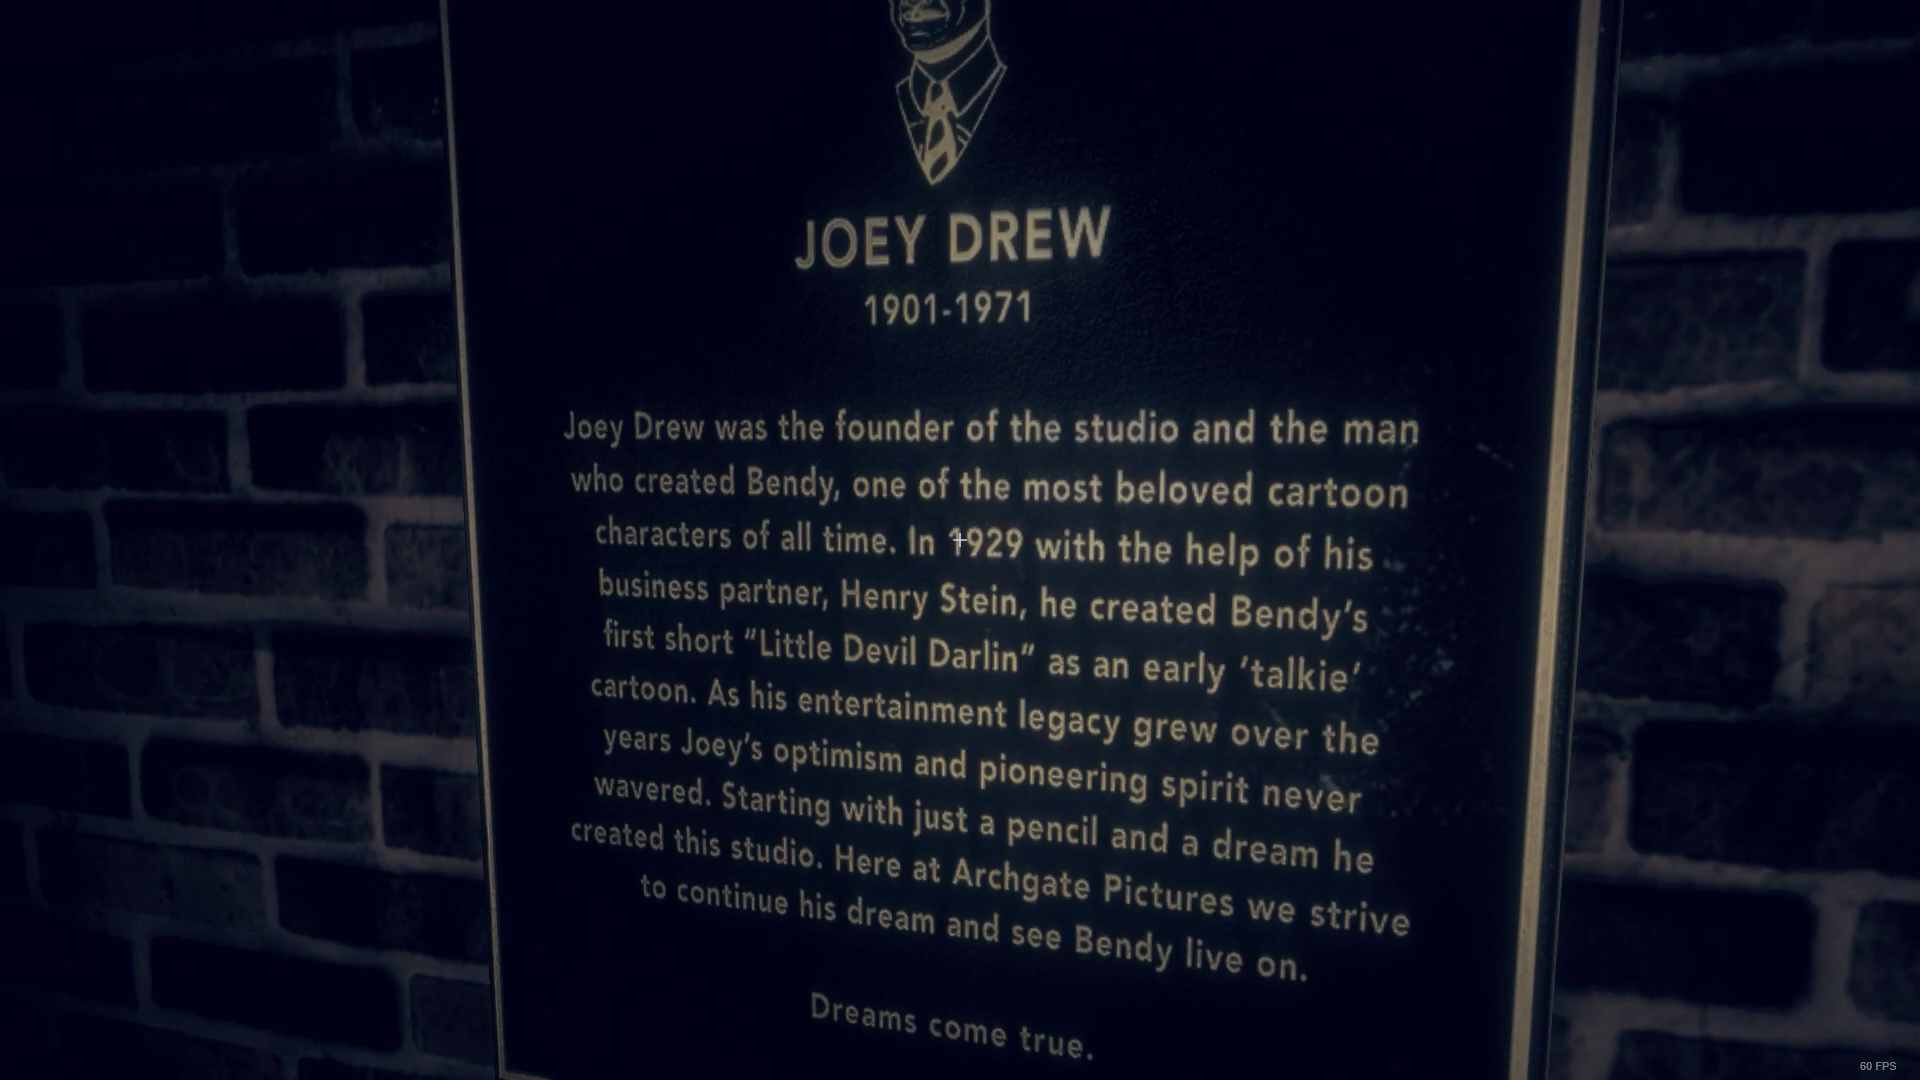 JOEY DREW
1901-1971
Joey Drew was the founder of the studio and the man
who created Bendy, one of the most beloved cartoon
characters of all time. In 1929 with the help of his
business partner, Henry Stein, he created Bendy’s
first short “Little Devil Darlin” as an early ‘talkie’
cartoon. As his entertainment legacy grew over the
years Joey’s optimism and pioneering spirit never
wavered. Starting with just a pencil and a dream he
created this studio. Here at Archgate Pictures we strive
to continue his dream and see Bendy live on.
Dreams come true.
60 FPS